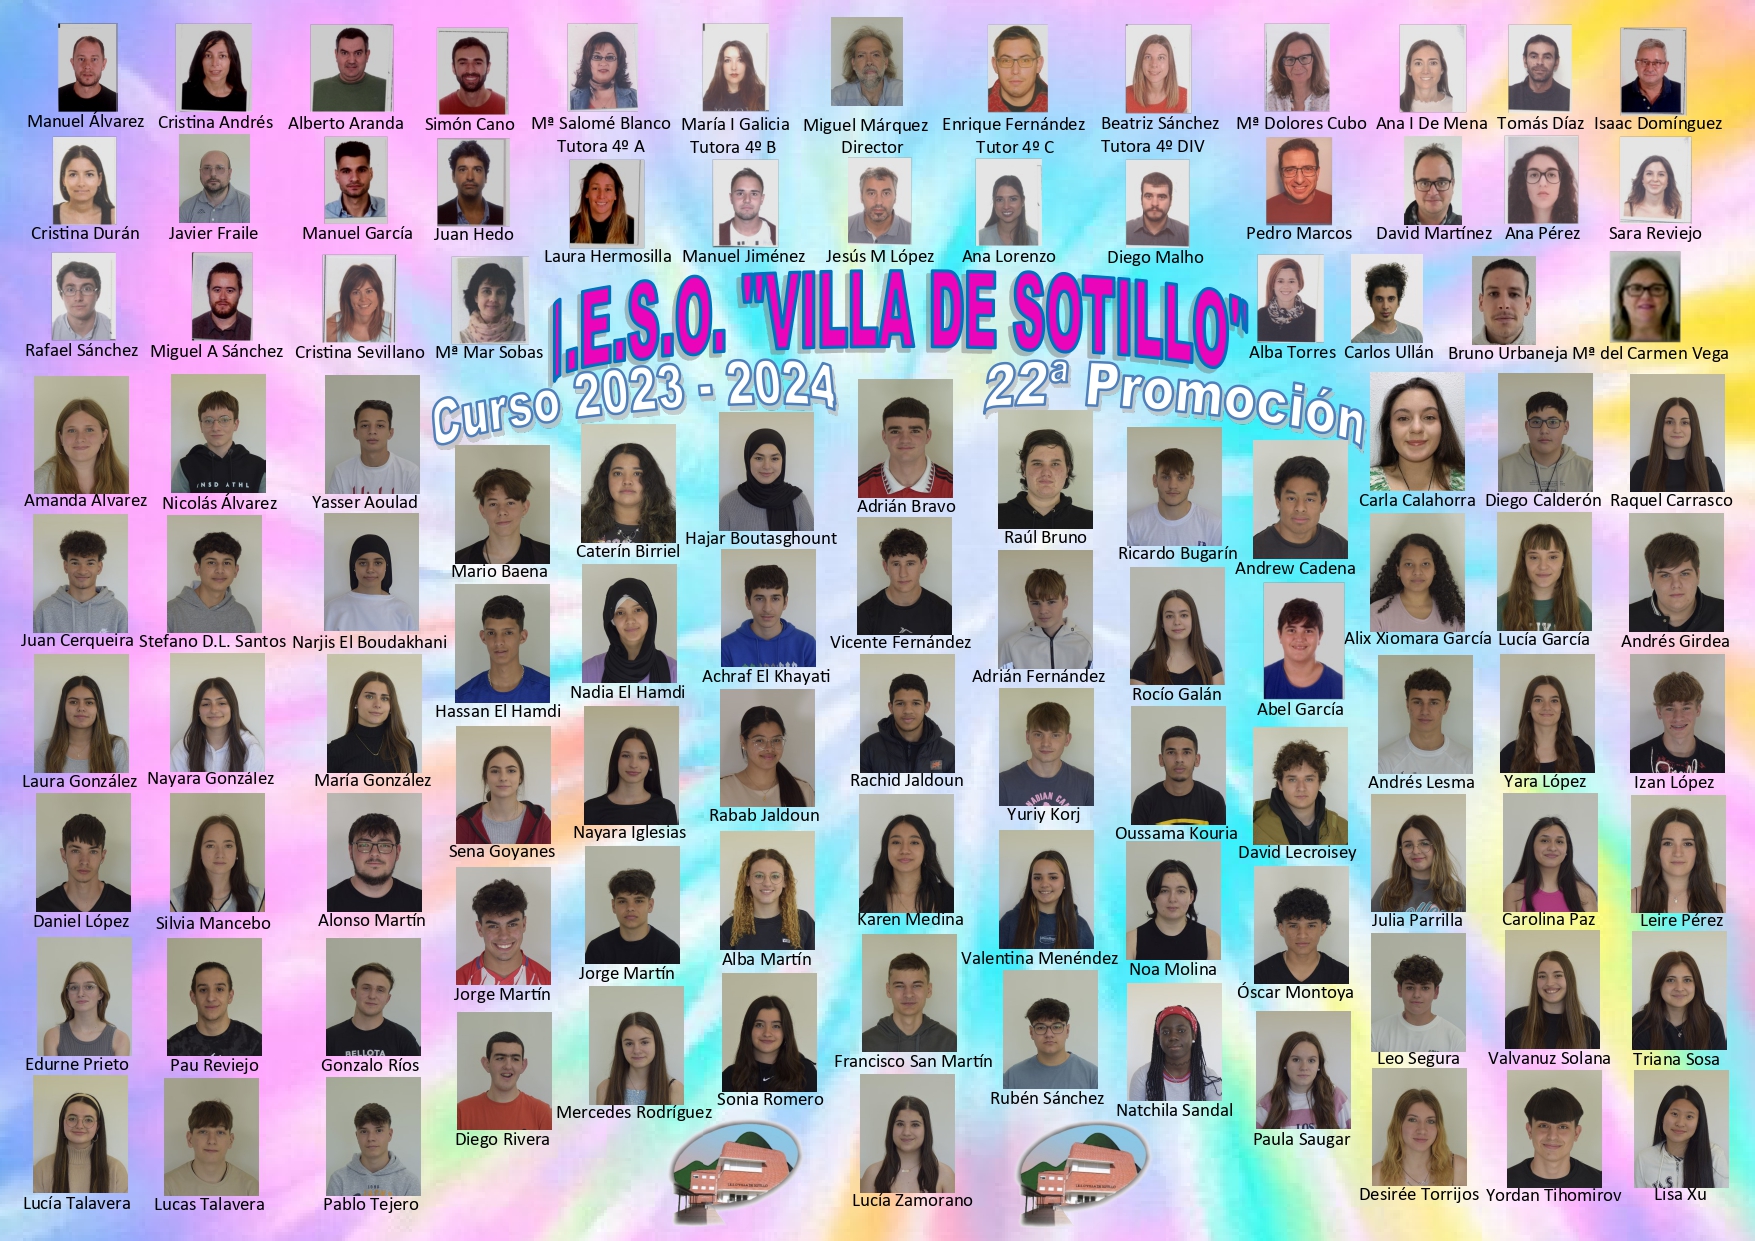 Manuel Álvarez Cristina Andrés Alberto Aranda Simón Cano Mª Salomé Blanco María I Galicia Miguel Márquez Enrique Fernández Beatriz Sánchez Mª Dolores Cubo Ana I De Mena Tomás Díaz Isaac Domínguez
Tutora 4º A Tutora 4º B Director Tutor 4º C Tutora 4º DIV
Cristina Durán Javier Fraile Manuel García Juan Hedo Pedro Marcos David Martínez Ana Pérez Sara Reviejo
Laura Hermosilla Manuel Jiménez Jesús M López Ana Lorenzo Diego Malho
I.E.S.O. "VILLA DE SOTILLO"
Rafael Sánchez Miguel A Sánchez Cristina Sevillano Mª Mar Sobas Alba Torres Carlos Ullán Bruno Urbaneja Mª del Carmen Vega
Curso 2023 - 2024 22ª Promoción
Amanda Álvarez Nicolás Álvarez Yasser Aoulad
Mario Baena Caterín Birriel Hajar Boutasghount Adrián Bravo Raúl Bruno Ricardo Bugarín Andrew Cadena
Carla Calahorra Diego Calderón Raquel Carrasco
Juan Cerqueira Stefano D.L. Santos Narjis El Boudakhani
Hassan El Hamdi Nadia El Hamdi Achraf El Khayati Vicente Fernández Adrián Fernández Rocío Galán Abel García
Alix Xiomara García Lucía García Andrés Girdea
Laura González Nayara González María González
Sena Goyanes Nayara Iglesias Rabab Jaldoun Rachid Jaldoun Yuriy Korj Oussama Kouria David Lecroisey
Andrés Lesma Yara López Izan López
Daniel López Silvia Mancebo Alonso Martín
Jorge Martín Jorge Martín Alba Martín Karen Medina Valentina Menéndez Noa Molina Óscar Montoya
Julia Parrilla Carolina Paz Leire Pérez
Edurne Prieto Pau Reviejo Gonzalo Ríos
Diego Rivera Mercedes Rodríguez Sonia Romero Francisco San Martín Rubén Sánchez Natchila Sandal Paula Saugar
Leo Segura Valvanuz Solana Triana Sosa
Lucía Talavera Lucas Talavera Pablo Tejero
Lucía Zamorano
Desirée Torrijos Yordan Tihomirov Lisa Xu